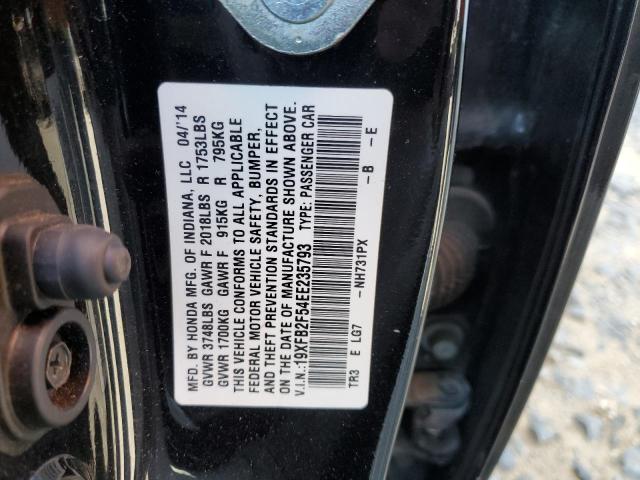 MFD. BY HONDA MFG. OF INDIANA, LLC 04/'14
GVWR 3748LBS GAWR F 2018LBS R 1753LBS
GVWR 1700KG GAWR F 915KG R 795KG
THIS VEHICLE CONFORMS TO ALL APPLICABLE
FEDERAL MOTOR VEHICLE SAFETY, BUMPER,
AND THEFT PREVENTION STANDARDS IN EFFECT
ON THE DATE OF MANUFACTURE SHOWN ABOVE.
V.I.N.:19XFB2F54EE235793 TYPE: PASSENGER CAR
TR3 E LG7 -NH731PX -B -E